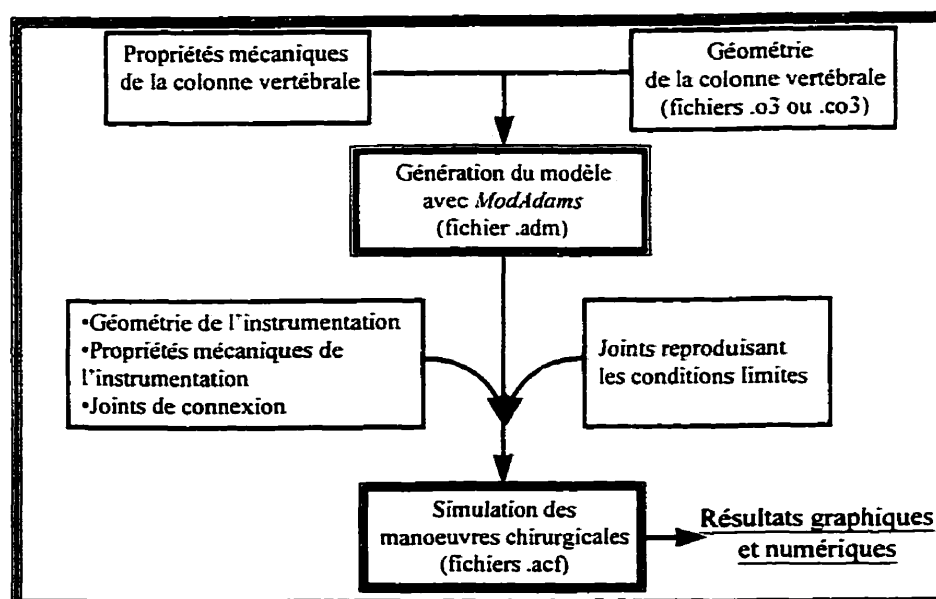 Propriétés mécaniques
de la colonne vertébrale
Géométrie
de la colonne vertébrale
(fichiers .o3 ou .co3)
Génération du modèle
avec ModAdams
(fichier .adm)
•Géométrie de l'instrumentation
•Propriétés mécaniques de
l'instrumentation
•Joints de connexion
Joints reproduisant
les conditions limites
Simulation des
manoeuvres chirurgicales
(fichiers .acf)
Résultats graphiques
et numériques